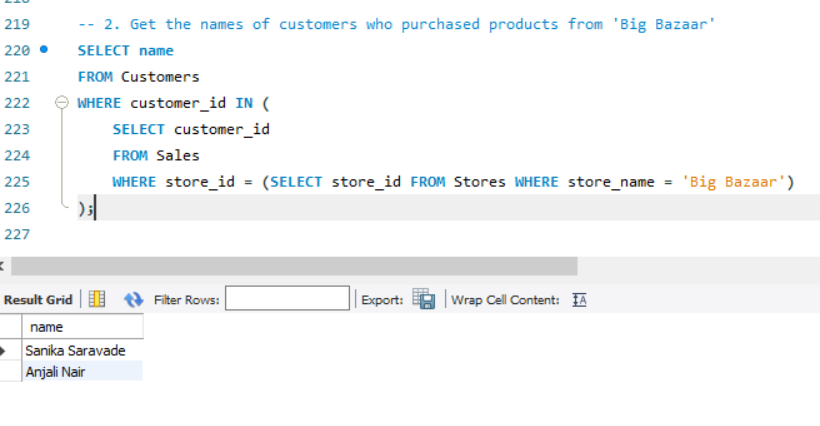 219 -- 2. Get the names of customers who purchased products from 'Big Bazaar'
220 SELECT name
221 FROM Customers
222 WHERE customer_id IN (
223 SELECT customer_id
224 FROM Sales
225 WHERE store_id = (SELECT store_id FROM Stores WHERE store_name = 'Big Bazaar')
226 );
227
Result Grid Filter Rows: Export: Wrap Cell Content: IA
name
Sanika Saravade
Anjali Nair